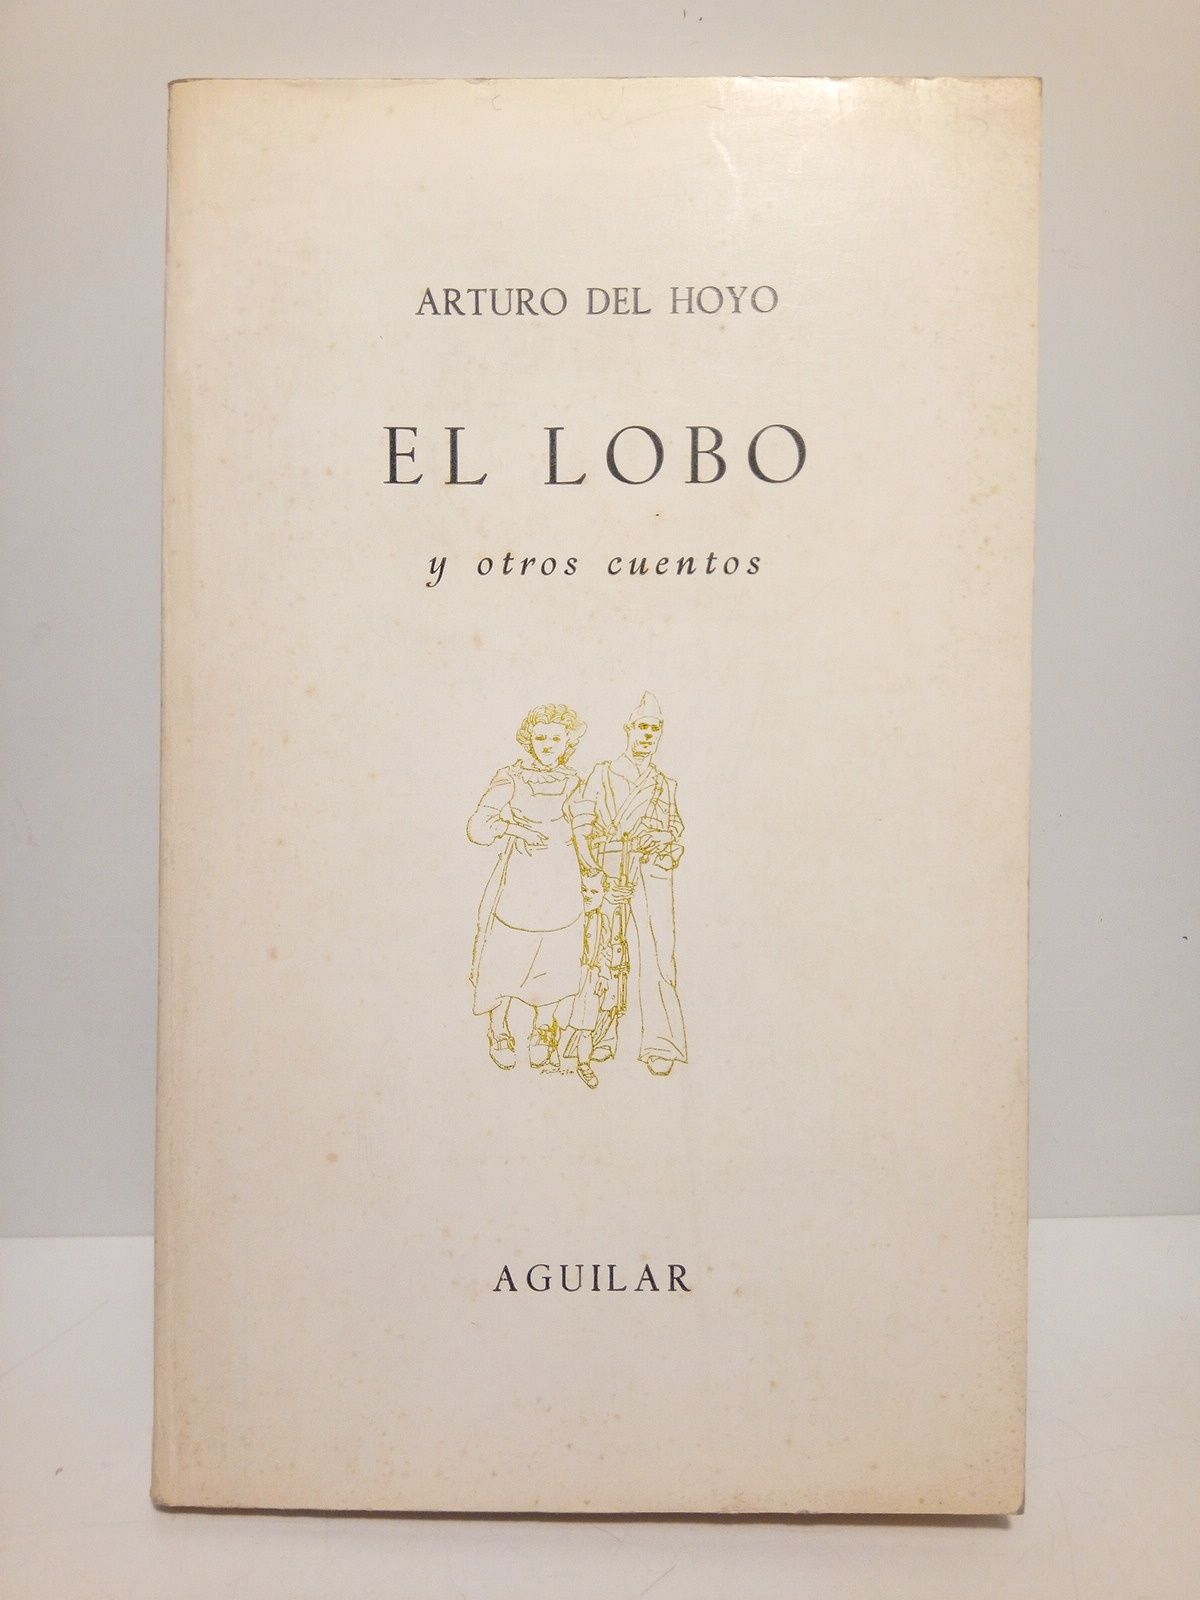 ARTURO DEL HOYO
EL LOBO
y otros cuentos
AGUILAR